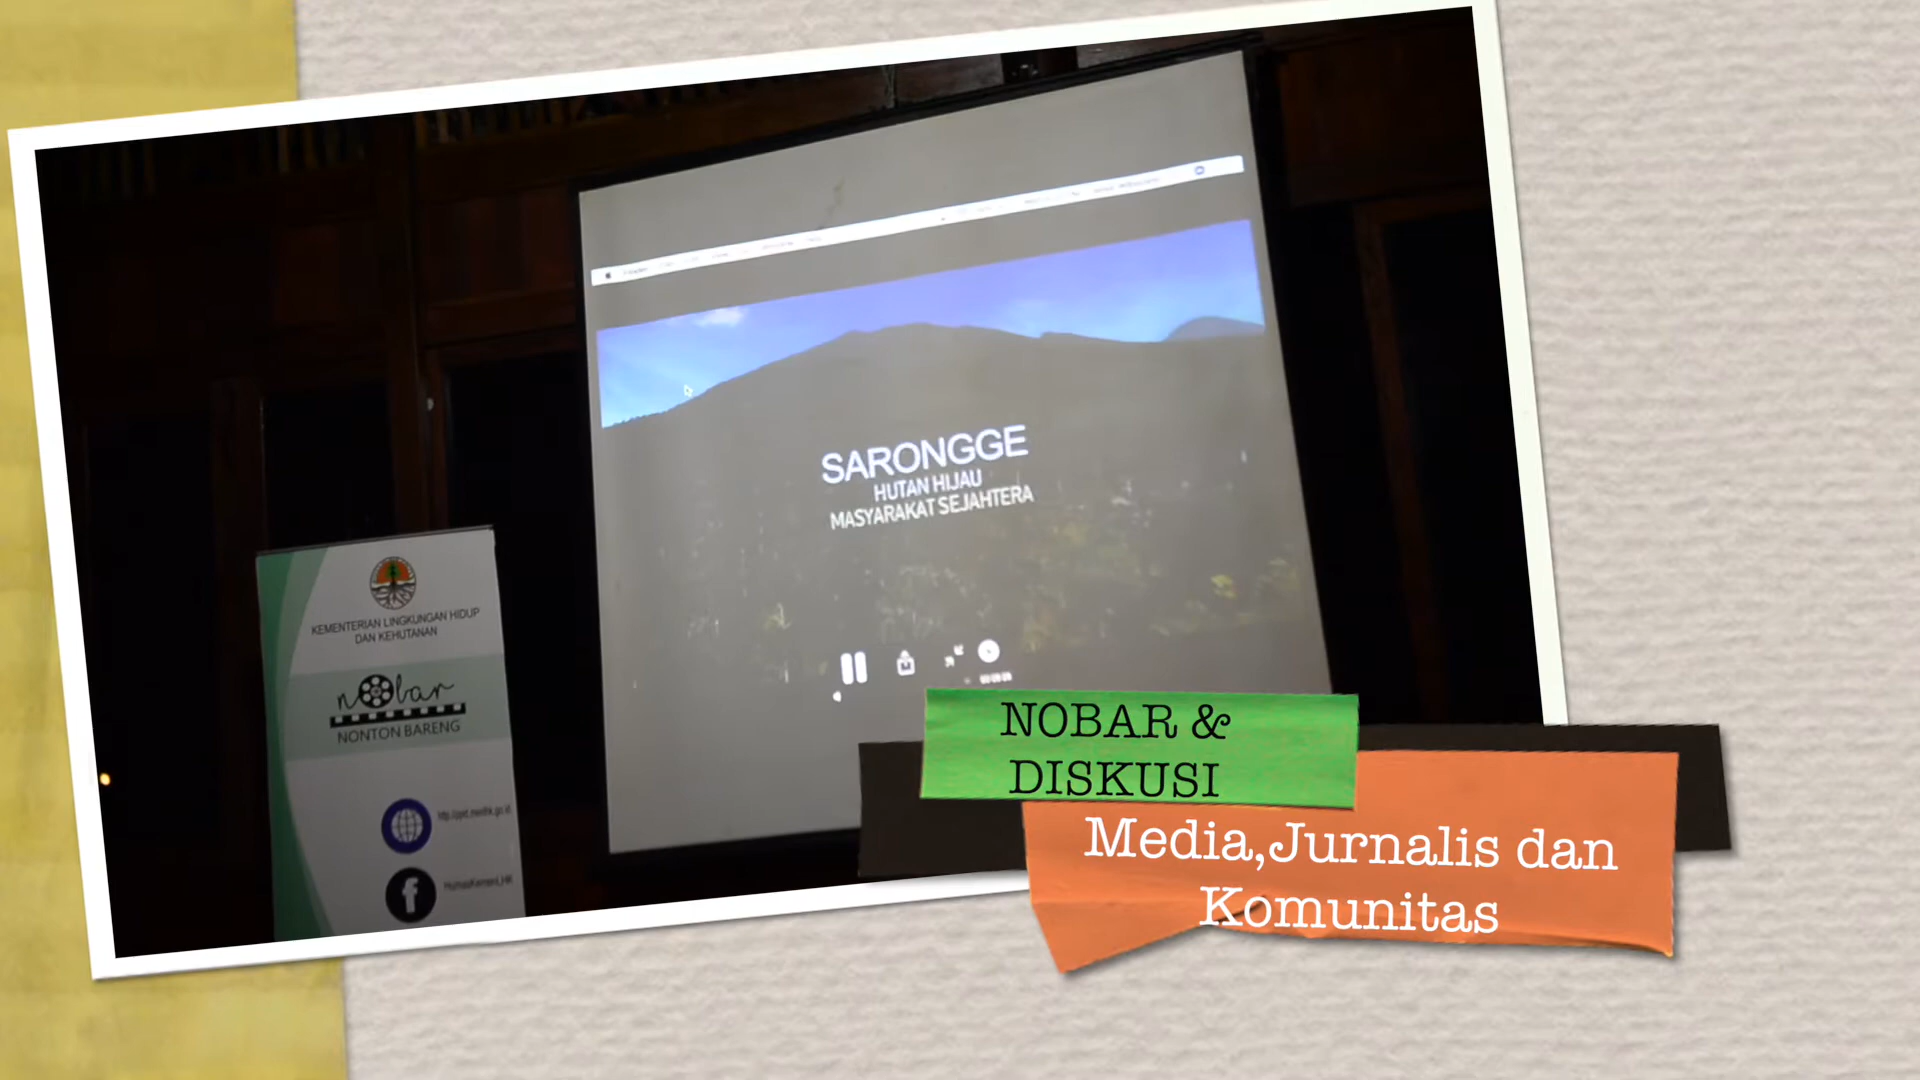 SARONGGE
HUTAN HIJAU
MASYARAKAT SEJAHTERA
KEMENTERIAN LINGKUNGAN HIDUP
DAN KEHUTANAN
nobar
NONTON BARENG
NOBAR &
DISKUSI
Media,Jurnalis dan
Komunitas